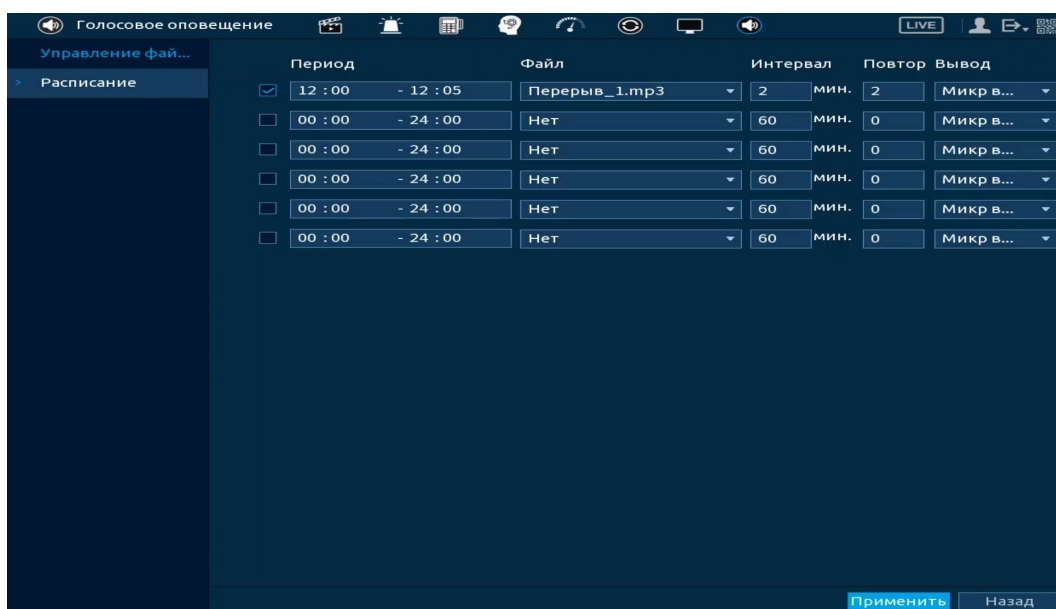 Голосовое оповещение LIVE
Управление фай...
Расписание
Период Файл Интервал Повтор Вывод
12 : 00 - 12 : 05 Перерыв_1.mp3 2 мин. 2 Микр в...
00 : 00 - 24 : 00 Нет 60 мин. 0 Микр в...
00 : 00 - 24 : 00 Нет 60 мин. 0 Микр в...
00 : 00 - 24 : 00 Нет 60 мин. 0 Микр в...
00 : 00 - 24 : 00 Нет 60 мин. 0 Микр в...
00 : 00 - 24 : 00 Нет 60 мин. 0 Микр в...
Применить Назад